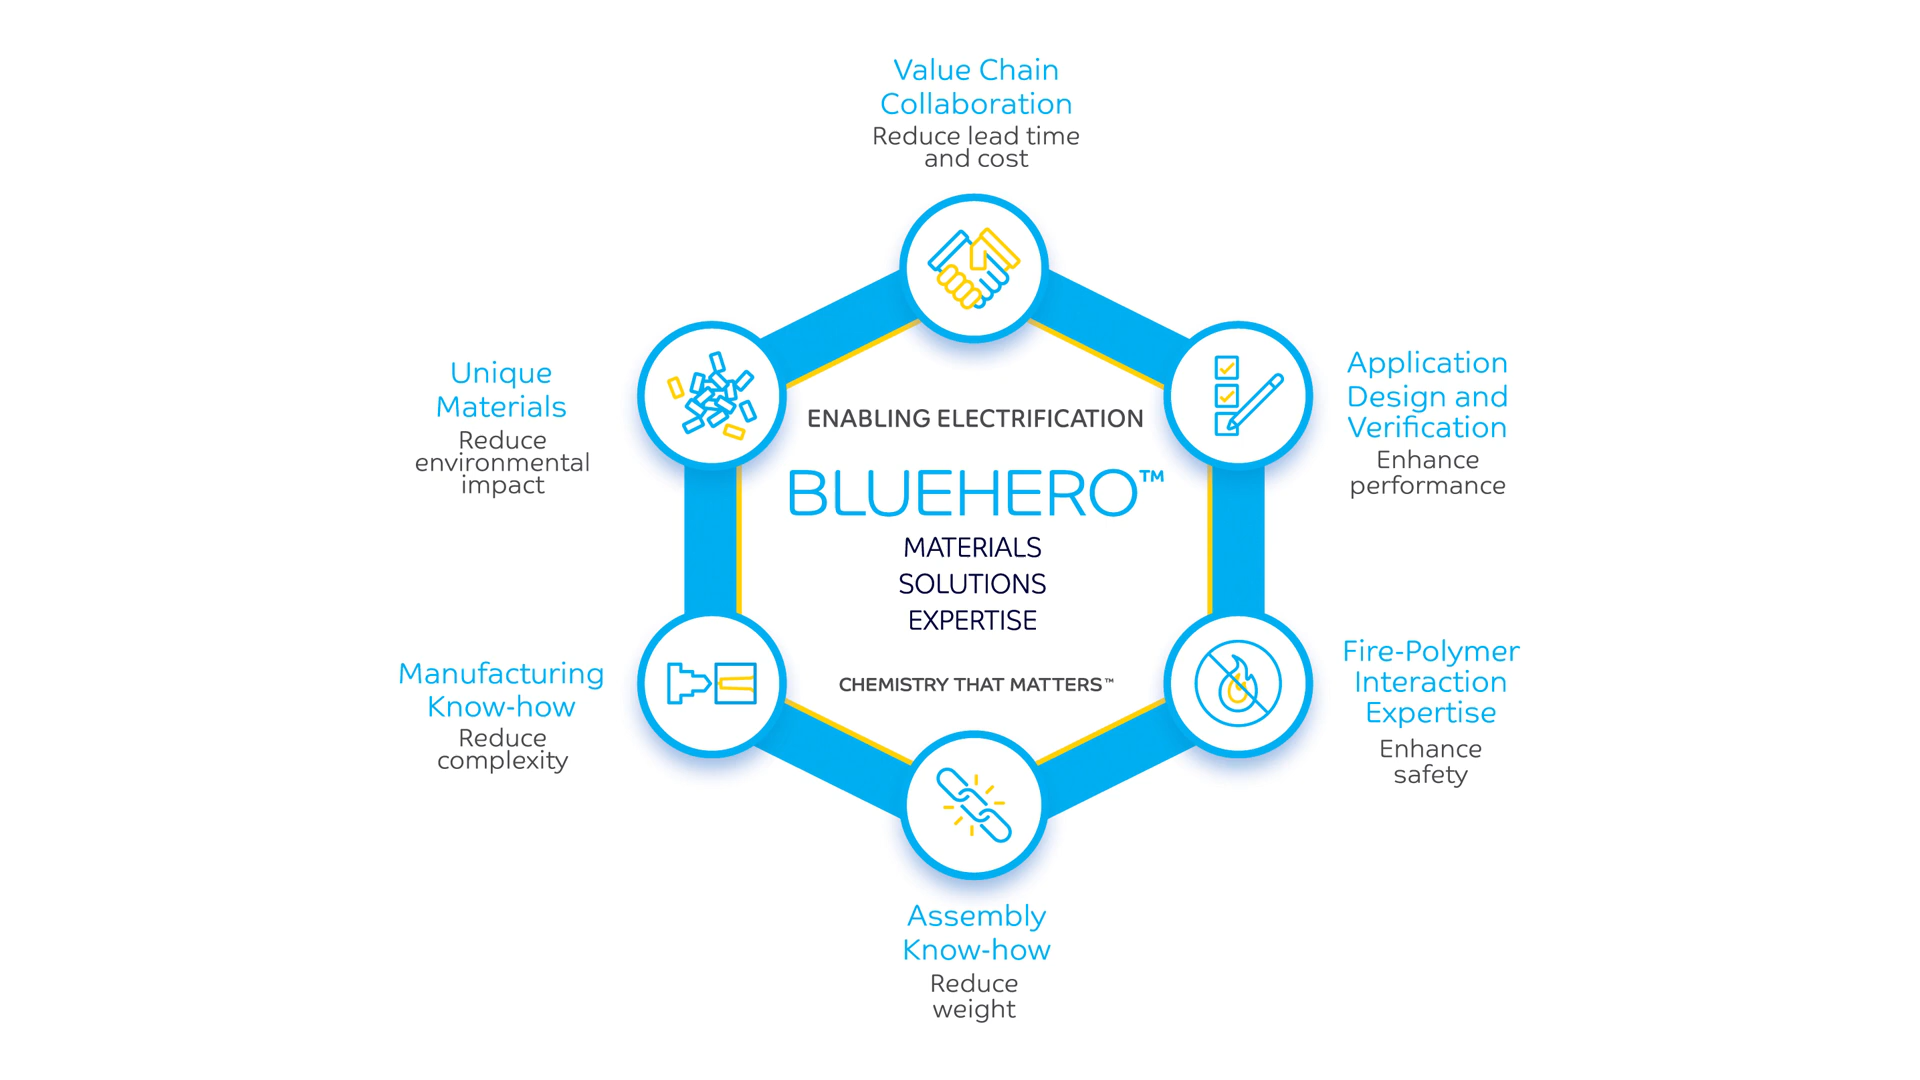 Value Chain
Collaboration
Reduce lead time
and cost
Application
Design and
Verification
Enhance
performance
Fire-Polymer
Interaction
Expertise
Enhance
safety
Assembly
Know-how
Reduce
weight
Manufacturing
Know-how
Reduce
complexity
Unique
Materials
Reduce
environmental
impact
ENABLING ELECTRIFICATION
BLUEHERO™
MATERIALS
SOLUTIONS
EXPERTISE
CHEMISTRY THAT MATTERS™